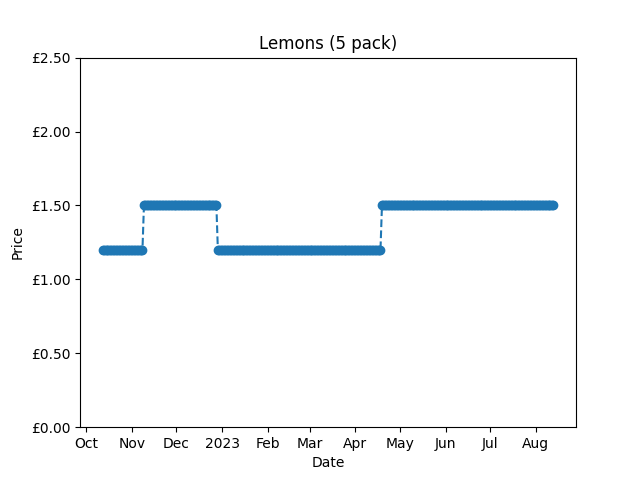 Lemons (5 pack)
£2.50
£2.00
£1.50
£1.00
£0.50
£0.00
Price
Oct Nov Dec 2023 Feb Mar Apr May Jun Jul Aug
Date